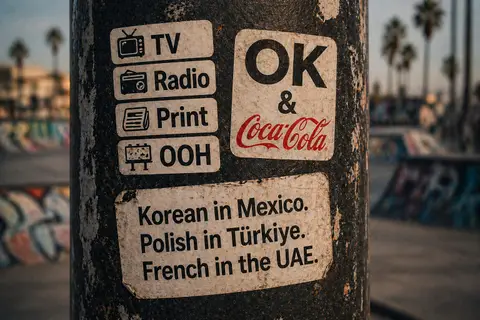 TV
Radio
Print
OOH
OK
&
Coca-Cola
Korean in Mexico.
Polish in Türkiye.
French in the UAE.